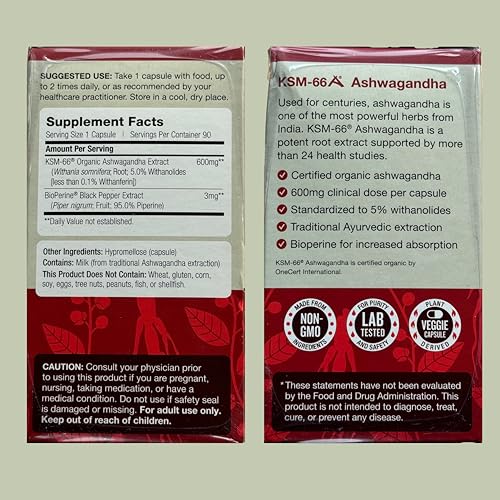 SUGGESTED USE: Take 1 capsule with food, up
to 2 times daily, or as recommended by your
healthcare practitioner. Store in a cool, dry place.
Supplement Facts
Serving Size 1 Capsule | Servings Per Container 90
Amount Per Serving
KSM-66® Organic Ashwagandha Extract 600mg**
(Withania somnifera; Root; 5.0% Withanolides
[less than 0.1% Withanferin])
BioPerine® Black Pepper Extract 3mg**
(Piper nigrum; Fruit; 95.0% Piperine)
**Daily Value not established.
Other Ingredients: Hypromellose (capsule)
Contains: Milk (from traditional Ashwagandha extraction)
This Product Does Not Contain: Wheat, gluten, corn,
soy, eggs, tree nuts, peanuts, fish, or shellfish.
CAUTION: Consult your physician prior
to using this product if you are pregnant,
nursing, taking medication, or have a
medical condition. Do not use if safety seal
is damaged or missing. For adult use only.
Keep out of reach of children.
KSM-66 Ashwagandha
Used for centuries, ashwagandha is
one of the most powerful herbs from
India. KSM-66® Ashwagandha is a
potent root extract supported by more
than 24 health studies.
✓ Certified organic ashwagandha
✓ 600mg clinical dose per capsule
✓ Standardized to 5% withanolides
✓ Traditional Ayurvedic extraction
✓ Bioperine for increased absorption
KSM-66® Ashwagandha is certified organic by
OneCert International.
MADE FROM
NON-
GMO
INGREDIENTS
FOR PURITY
LAB
TESTED
AND SAFETY
PLANT
VEGGIE
CAPSULE
DERIVED
*These statements have not been evaluated
by the Food and Drug Administration. This
product is not intended to diagnose, treat,
cure, or prevent any disease.